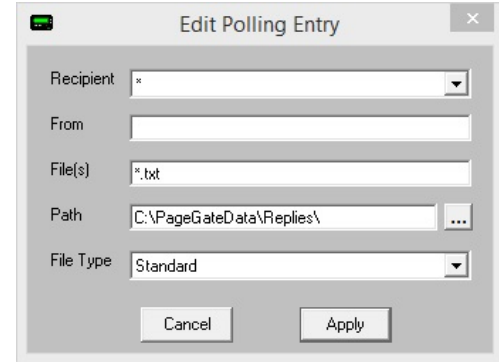 Edit Polling Entry
Recipient *
From
File(s) *.txt
Path C:\PageGateData\Replies\ ...
File Type Standard
Cancel Apply